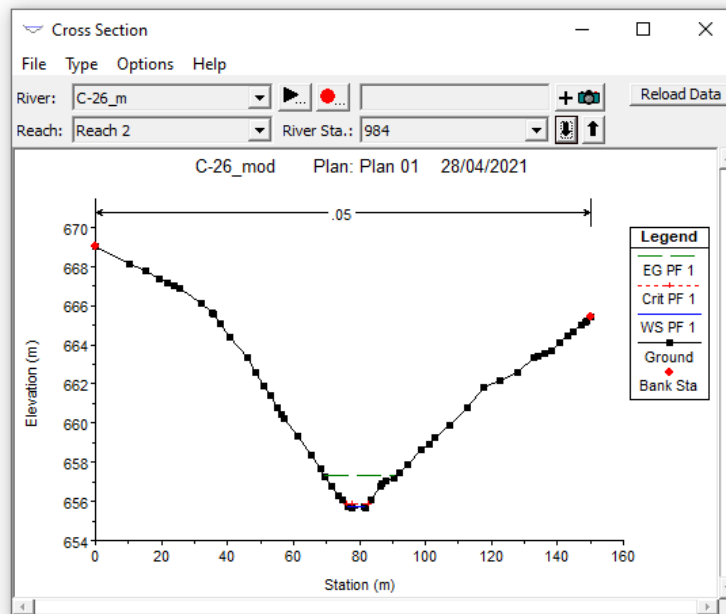 Cross Section
File Type Options Help
River: C-26_m ... ... Reload Data
Reach: Reach 2 River Sta.: 984
C-26_mod Plan: Plan 01 28/04/2021
.05
Legend
EG PF 1
Crit PF 1
WS PF 1
Ground
Bank Sta
670
668
666
664
662
660
658
656
654
Elevation (m)
0 20 40 60 80 100 120 140 160
Station (m)